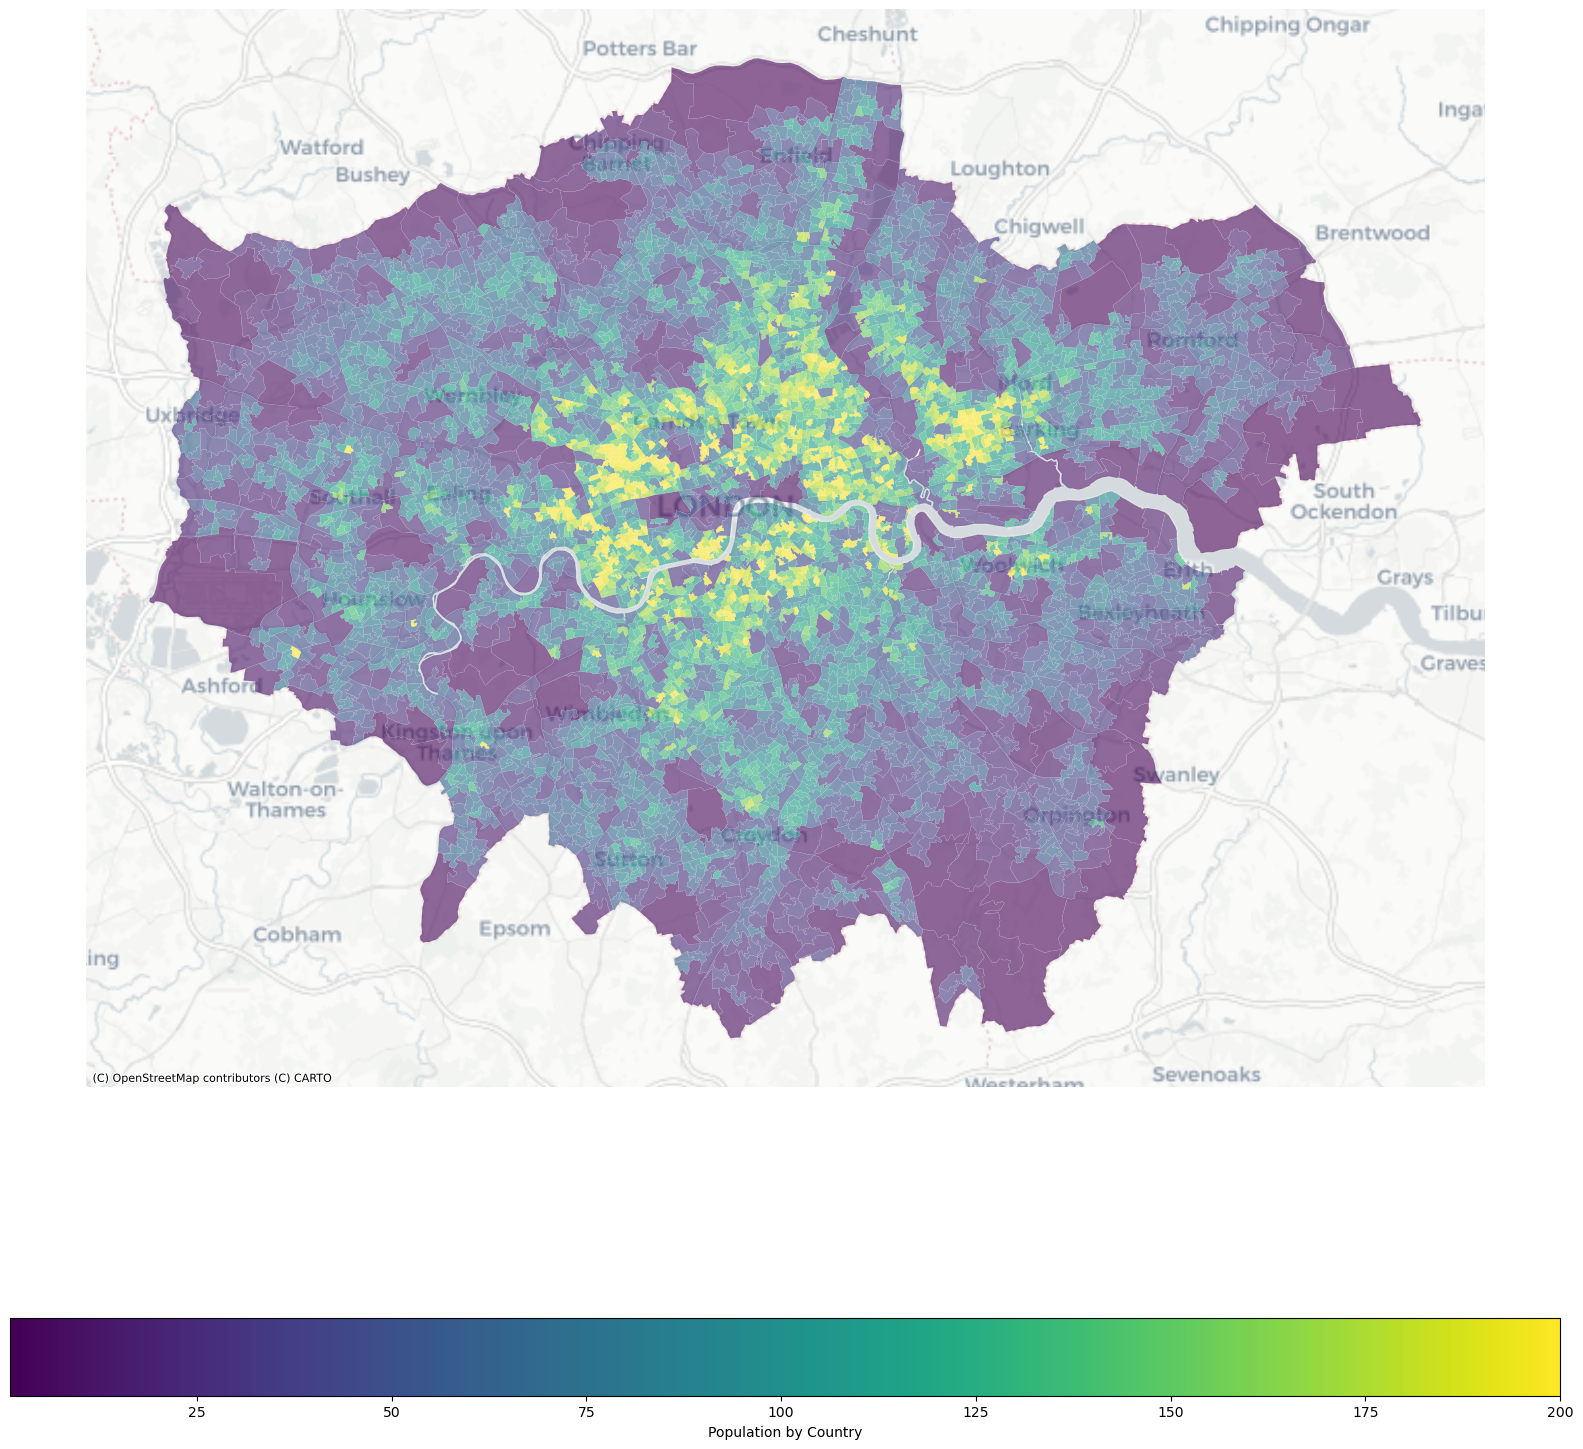 Chipping Ongar
Cheshunt
Potters Bar
Watford
Bushey
Chipping
Barnet
Enfield
Loughton
Chigwell
Brentwood
Romford
Wembley
Ilford
Uxbridge
Camden Town
Barking
Southall
Ealing
LONDON
South
Ockendon
Woolwich
Erith
Grays
Hounslow
Bexleyheath
Tilbu
Graves
Ashford
Wimbledon
Kingston upon
Thames
Swanley
Walton-on-
Thames
Orpington
Croydon
Sutton
Epsom
Cobham
ing
Westerham
Sevenoaks
(C) OpenStreetMap contributors (C) CARTO
25 50 75 100 125 150 175 200
Population by Country